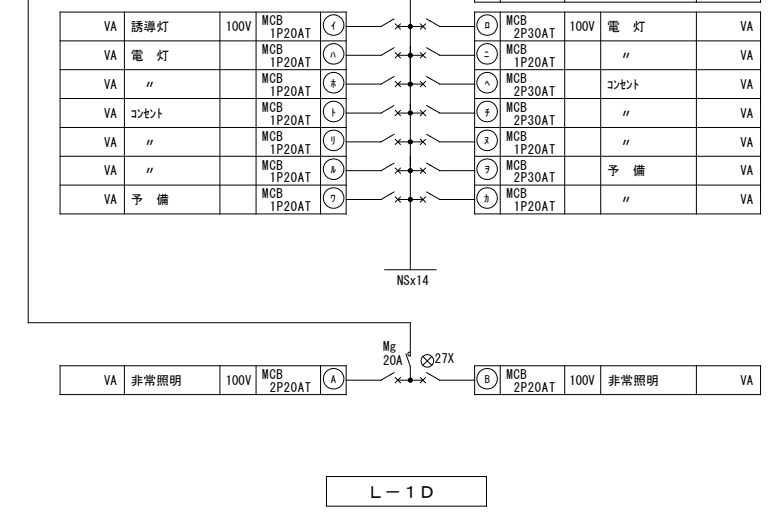 VA 誘導灯 100V MCB 1P20AT イ ロ MCB 2P30AT 100V 電 灯 VA
VA 電 灯 MCB 1P20AT ハ ニ MCB 1P20AT 〃 VA
VA 〃 MCB 1P20AT ホ ヘ MCB 2P30AT コンセント VA
VA コンセント MCB 1P20AT ト チ MCB 2P30AT 〃 VA
VA 〃 MCB 1P20AT リ ヌ MCB 1P20AT 〃 VA
VA 〃 MCB 1P20AT ル ヲ MCB 2P30AT 予 備 VA
VA 予 備 MCB 1P20AT ワ カ MCB 1P20AT 〃 VA
NSx14
Mg
20A 27X
VA 非常照明 100V MCB 2P20AT A B MCB 2P20AT 100V 非常照明 VA
L－1D